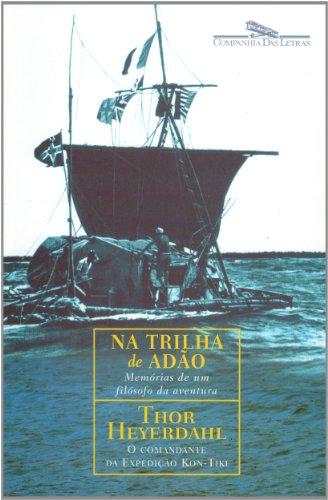 COMPANHIA DAS LETRAS
NA TRILHA
de ADÃO
Memórias de um
filósofo da aventura
THOR
HEYERDAHL
O COMANDANTE
DA EXPEDIÇÃO KON-TIKI